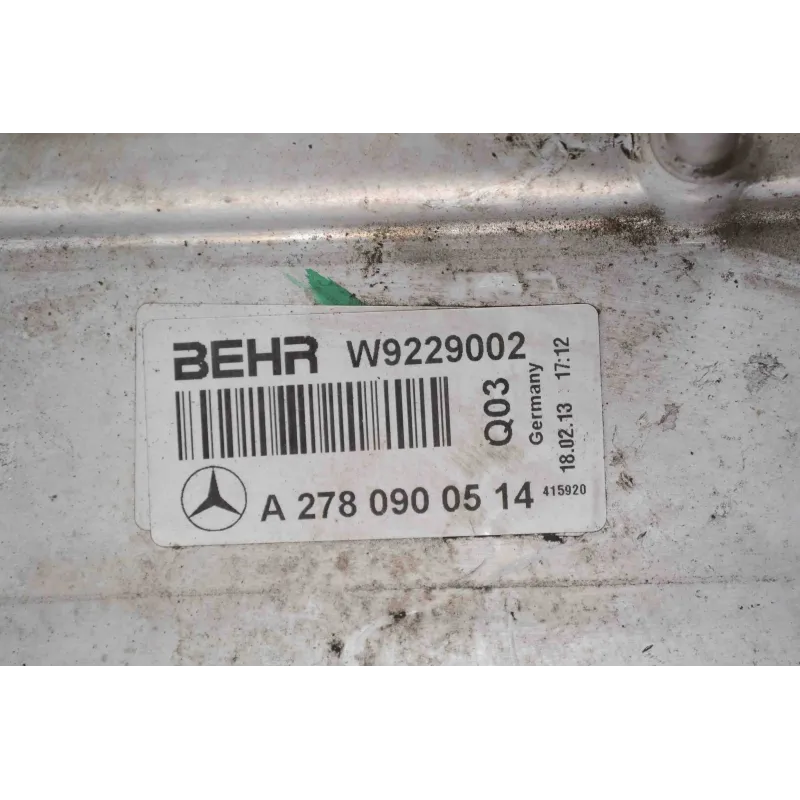 BEHR W9229002
Q03
Germany
18.02.13 17:12
A 278 090 05 14 415920